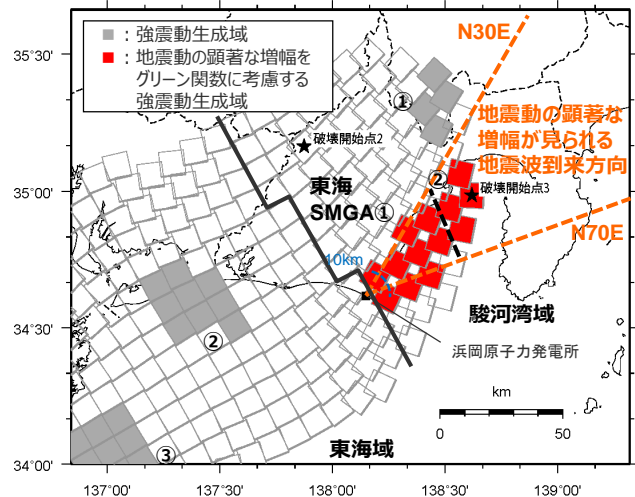 ■：強震動生成域
■：地震動の顕著な増幅を
グリーン関数に考慮する
強震動生成域
N30E
地震動の顕著な
増幅が見られる
地震波到来方向
①
破壊開始点2
②
破壊開始点3
東海
SMGA①
N70E
10km
駿河湾域
浜岡原子力発電所
②
km
0
50
東海域
③
35°30'
35°00'
34°30'
34°00'
137°00'
137°30'
138°00'
138°30'
139°00'